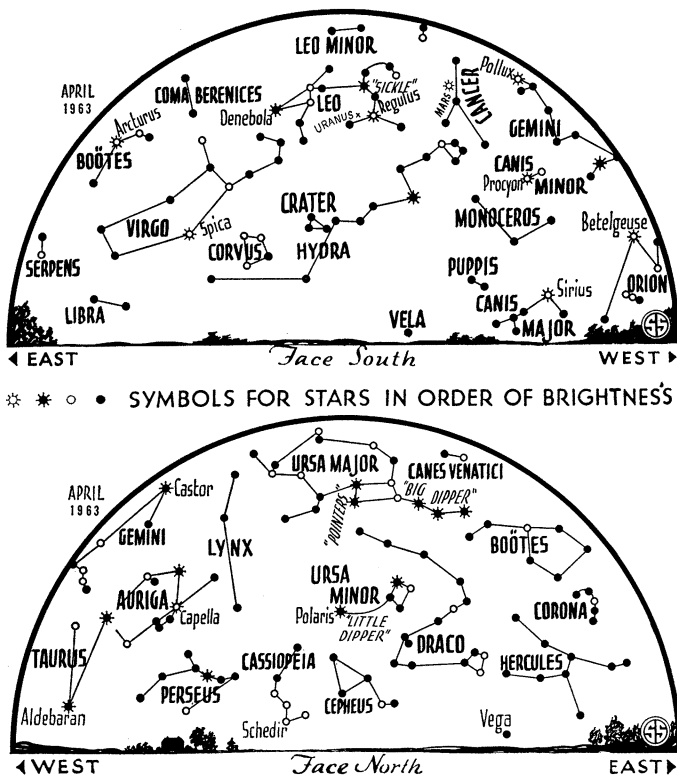 LEO MINOR
APRIL
1963
COMA BERENICES
"SICKLE"
Pollux
CANCER
MARS
LEO
Denebola
URANUS x
Regulus
Arcturus
GEMINI
BOÖTES
CANIS
MINOR
Procyon
CRATER
MONOCEROS
Betelgeuse
VIRGO
Spica
CORVUS
HYDRA
SERPENS
PUPPIS
ORION
Sirius
CANIS
MAJOR
LIBRA
VELA
EAST
Face South
WEST
SYMBOLS FOR STARS IN ORDER OF BRIGHTNESS
URSA MAJOR
CANES VENATICI
APRIL
1963
Castor
"POINTERS"
"BIG DIPPER"
GEMINI
LYNX
BOÖTES
URSA
MINOR
AURIGA
Capella
Polaris
"LITTLE
DIPPER"
CORONA
DRACO
TAURUS
CASSIOPEIA
HERCULES
PERSEUS
CEPHEUS
Aldebaran
Schedir
Vega
WEST
Face North
EAST